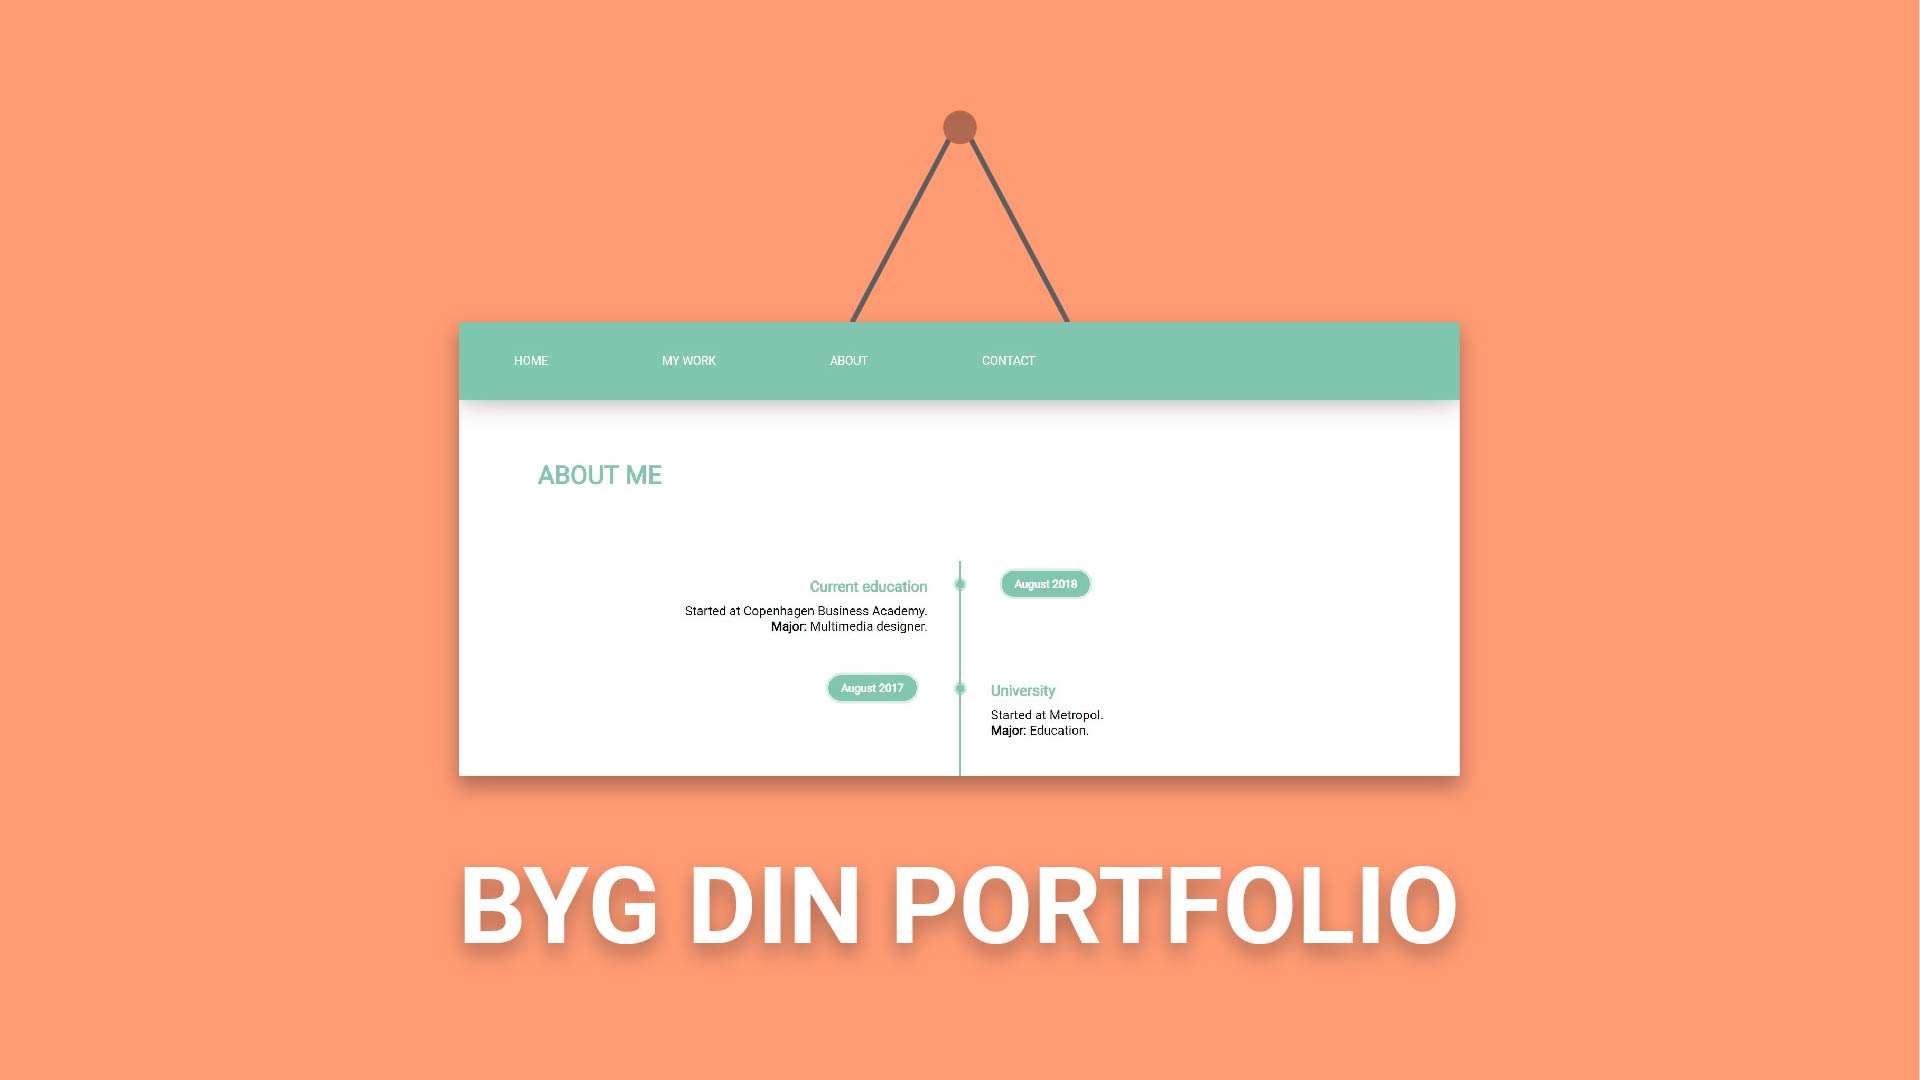 HOME MY WORK ABOUT CONTACT
ABOUT ME
Current education
August 2018
Started at Copenhagen Business Academy.
Major: Multimedia designer.
August 2017
University
Started at Metropol.
Major: Education.
BYG DIN PORTFOLIO